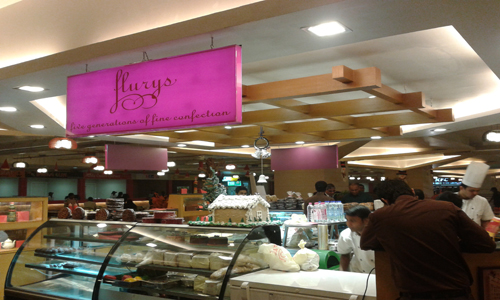 flurys
five generations of fine confection